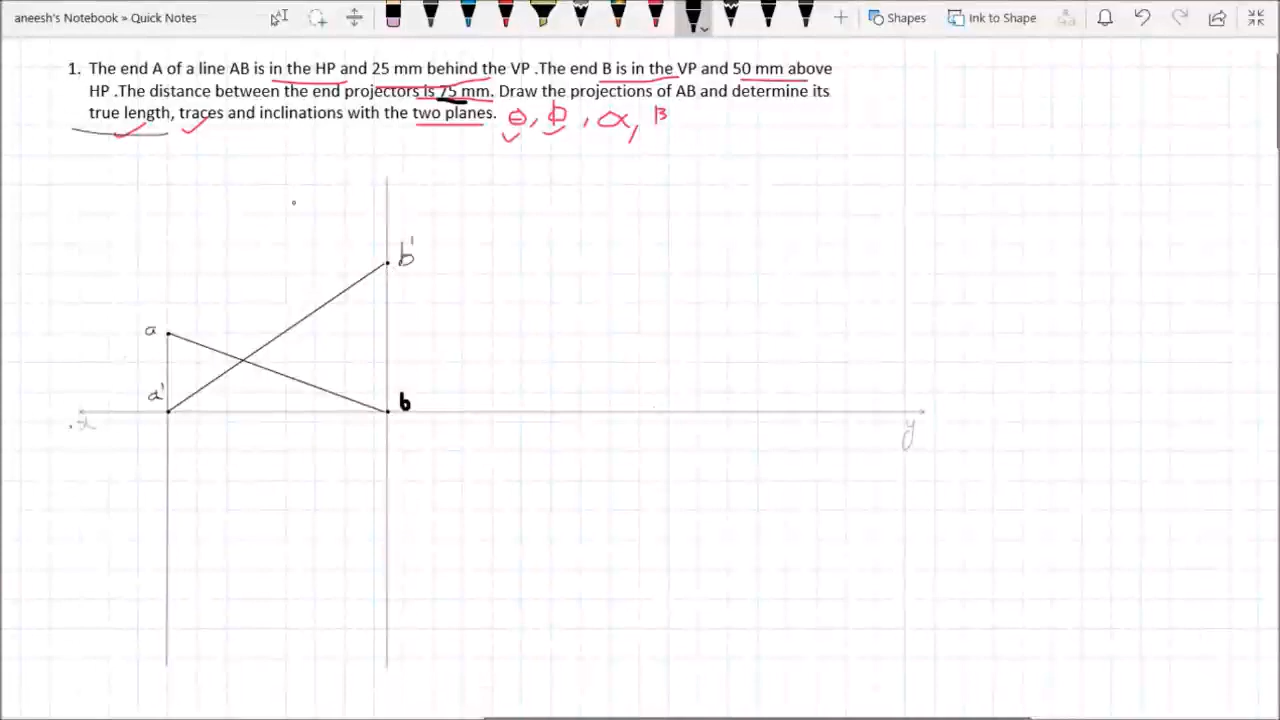 aneesh's Notebook » Quick Notes
Shapes
Ink to Shape
1. The end A of a line AB is in the HP and 25 mm behind the VP .The end B is in the VP and 50 mm above
HP .The distance between the end projectors is 75 mm. Draw the projections of AB and determine its
true length, traces and inclinations with the two planes. θ, ϕ, α, β
b'
a
a'
b
x
y